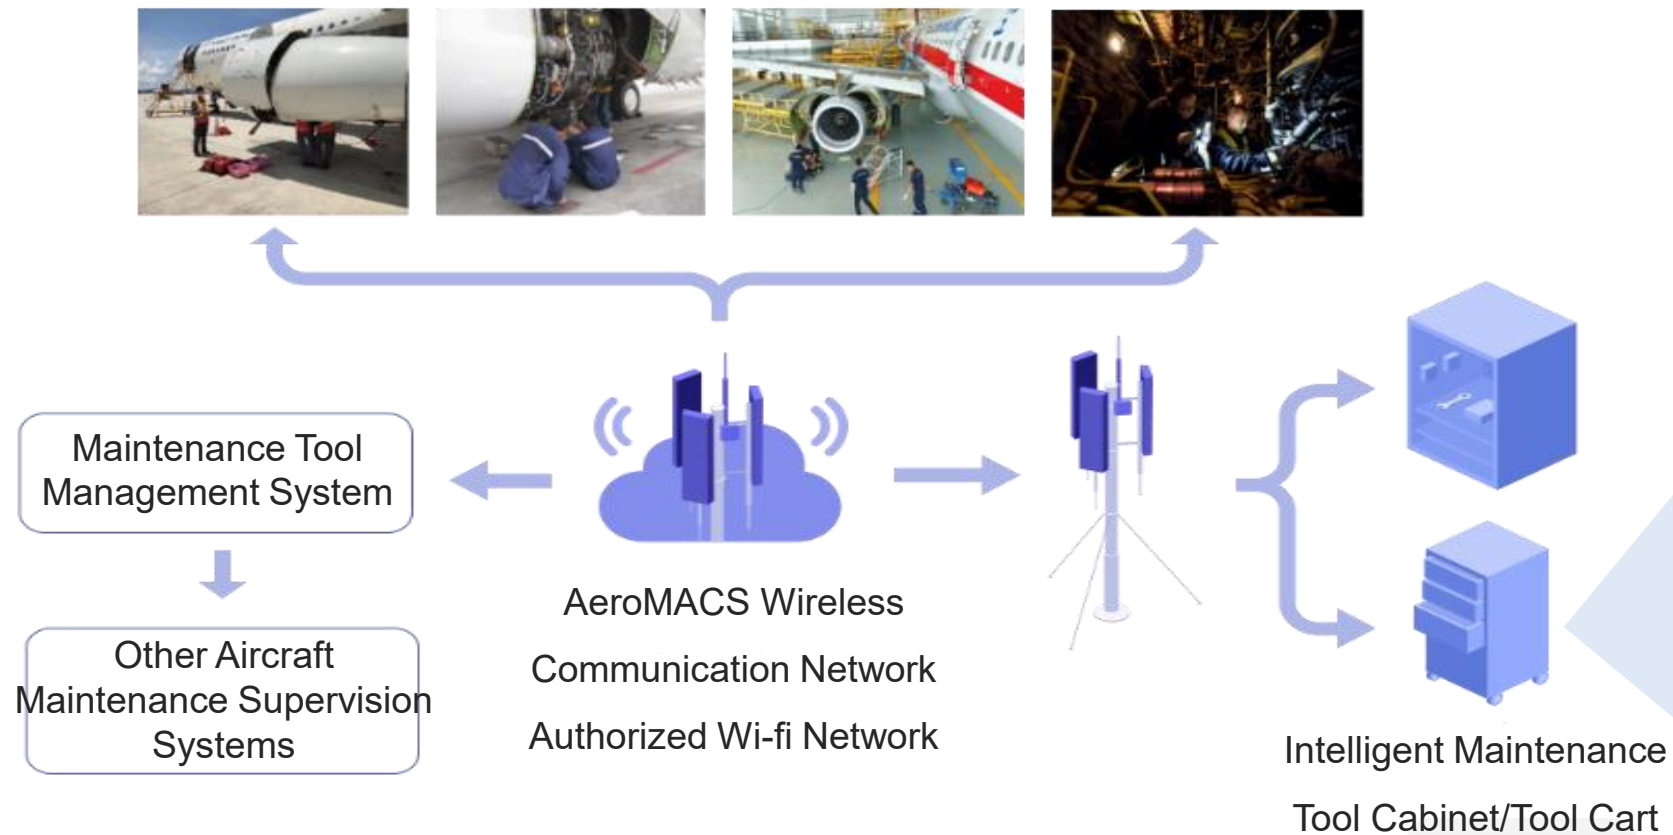 Maintenance Tool
Management System
Other Aircraft
Maintenance Supervision
Systems
AeroMACS Wireless
Communication Network
Authorized Wi-fi Network
Intelligent Maintenance
Tool Cabinet/Tool Cart